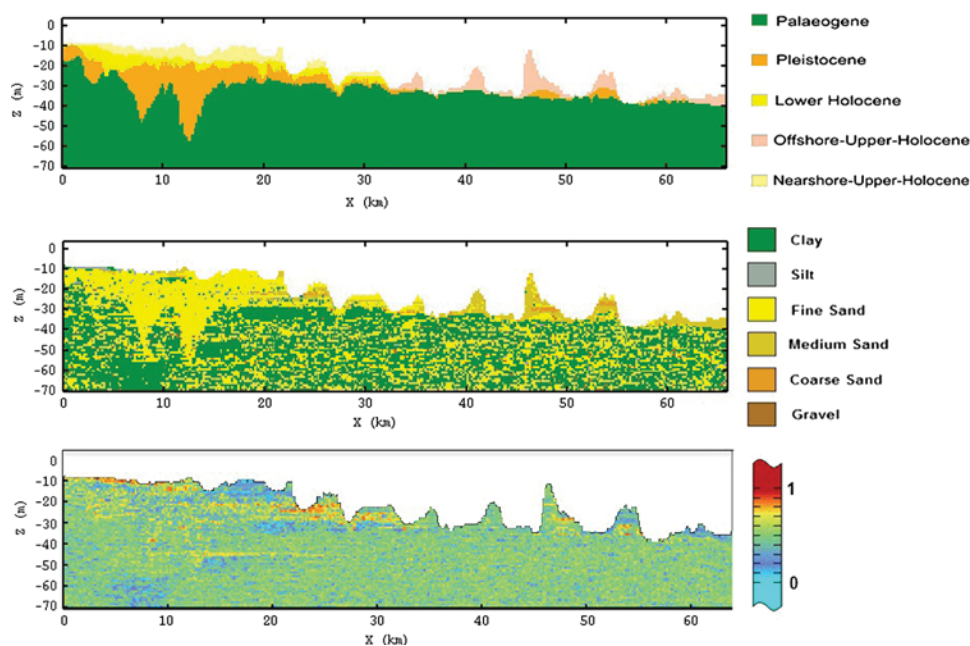 0
-10
-20
-30
-40
-50
-60
-70
Z (m)
0 10 20 30 40 50 60
X (km)
Palaeogene
Pleistocene
Lower Holocene
Offshore-Upper-Holocene
Nearshore-Upper-Holocene
0
-10
-20
-30
-40
-50
-60
-70
Z (m)
0 10 20 30 40 50 60
X (km)
Clay
Silt
Fine Sand
Medium Sand
Coarse Sand
Gravel
0
-10
-20
-30
-40
-50
-60
-70
Z (m)
0 10 20 30 40 50 60
X (km)
1
0